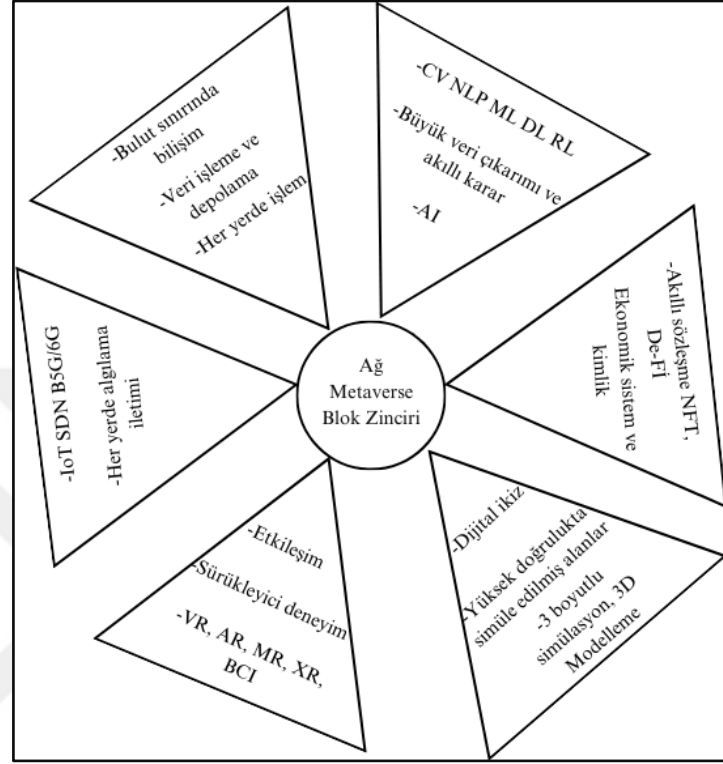 -Bulut sınırında
bilişim
-Veri işleme ve
depolama
-Her yerde işlem
-CV NLP ML DL RL
-Büyük veri çıkarımı ve
akıllı karar
-AI
-Akıllı sözleşme NFT,
De-Fİ
Ekonomik sistem ve
kimlik
-Dijital ikiz
-Yüksek doğrulukta
simüle edilmiş alanlar
-3 boyutlu
simülasyon, 3D
Modelleme
-Etkileşim
-Sürükleyici deneyim
-VR, AR, MR, XR,
BCI
-IoT SDN B5G/6G
-Her yerde algılama
iletimi
Ağ
Metaverse
Blok Zinciri